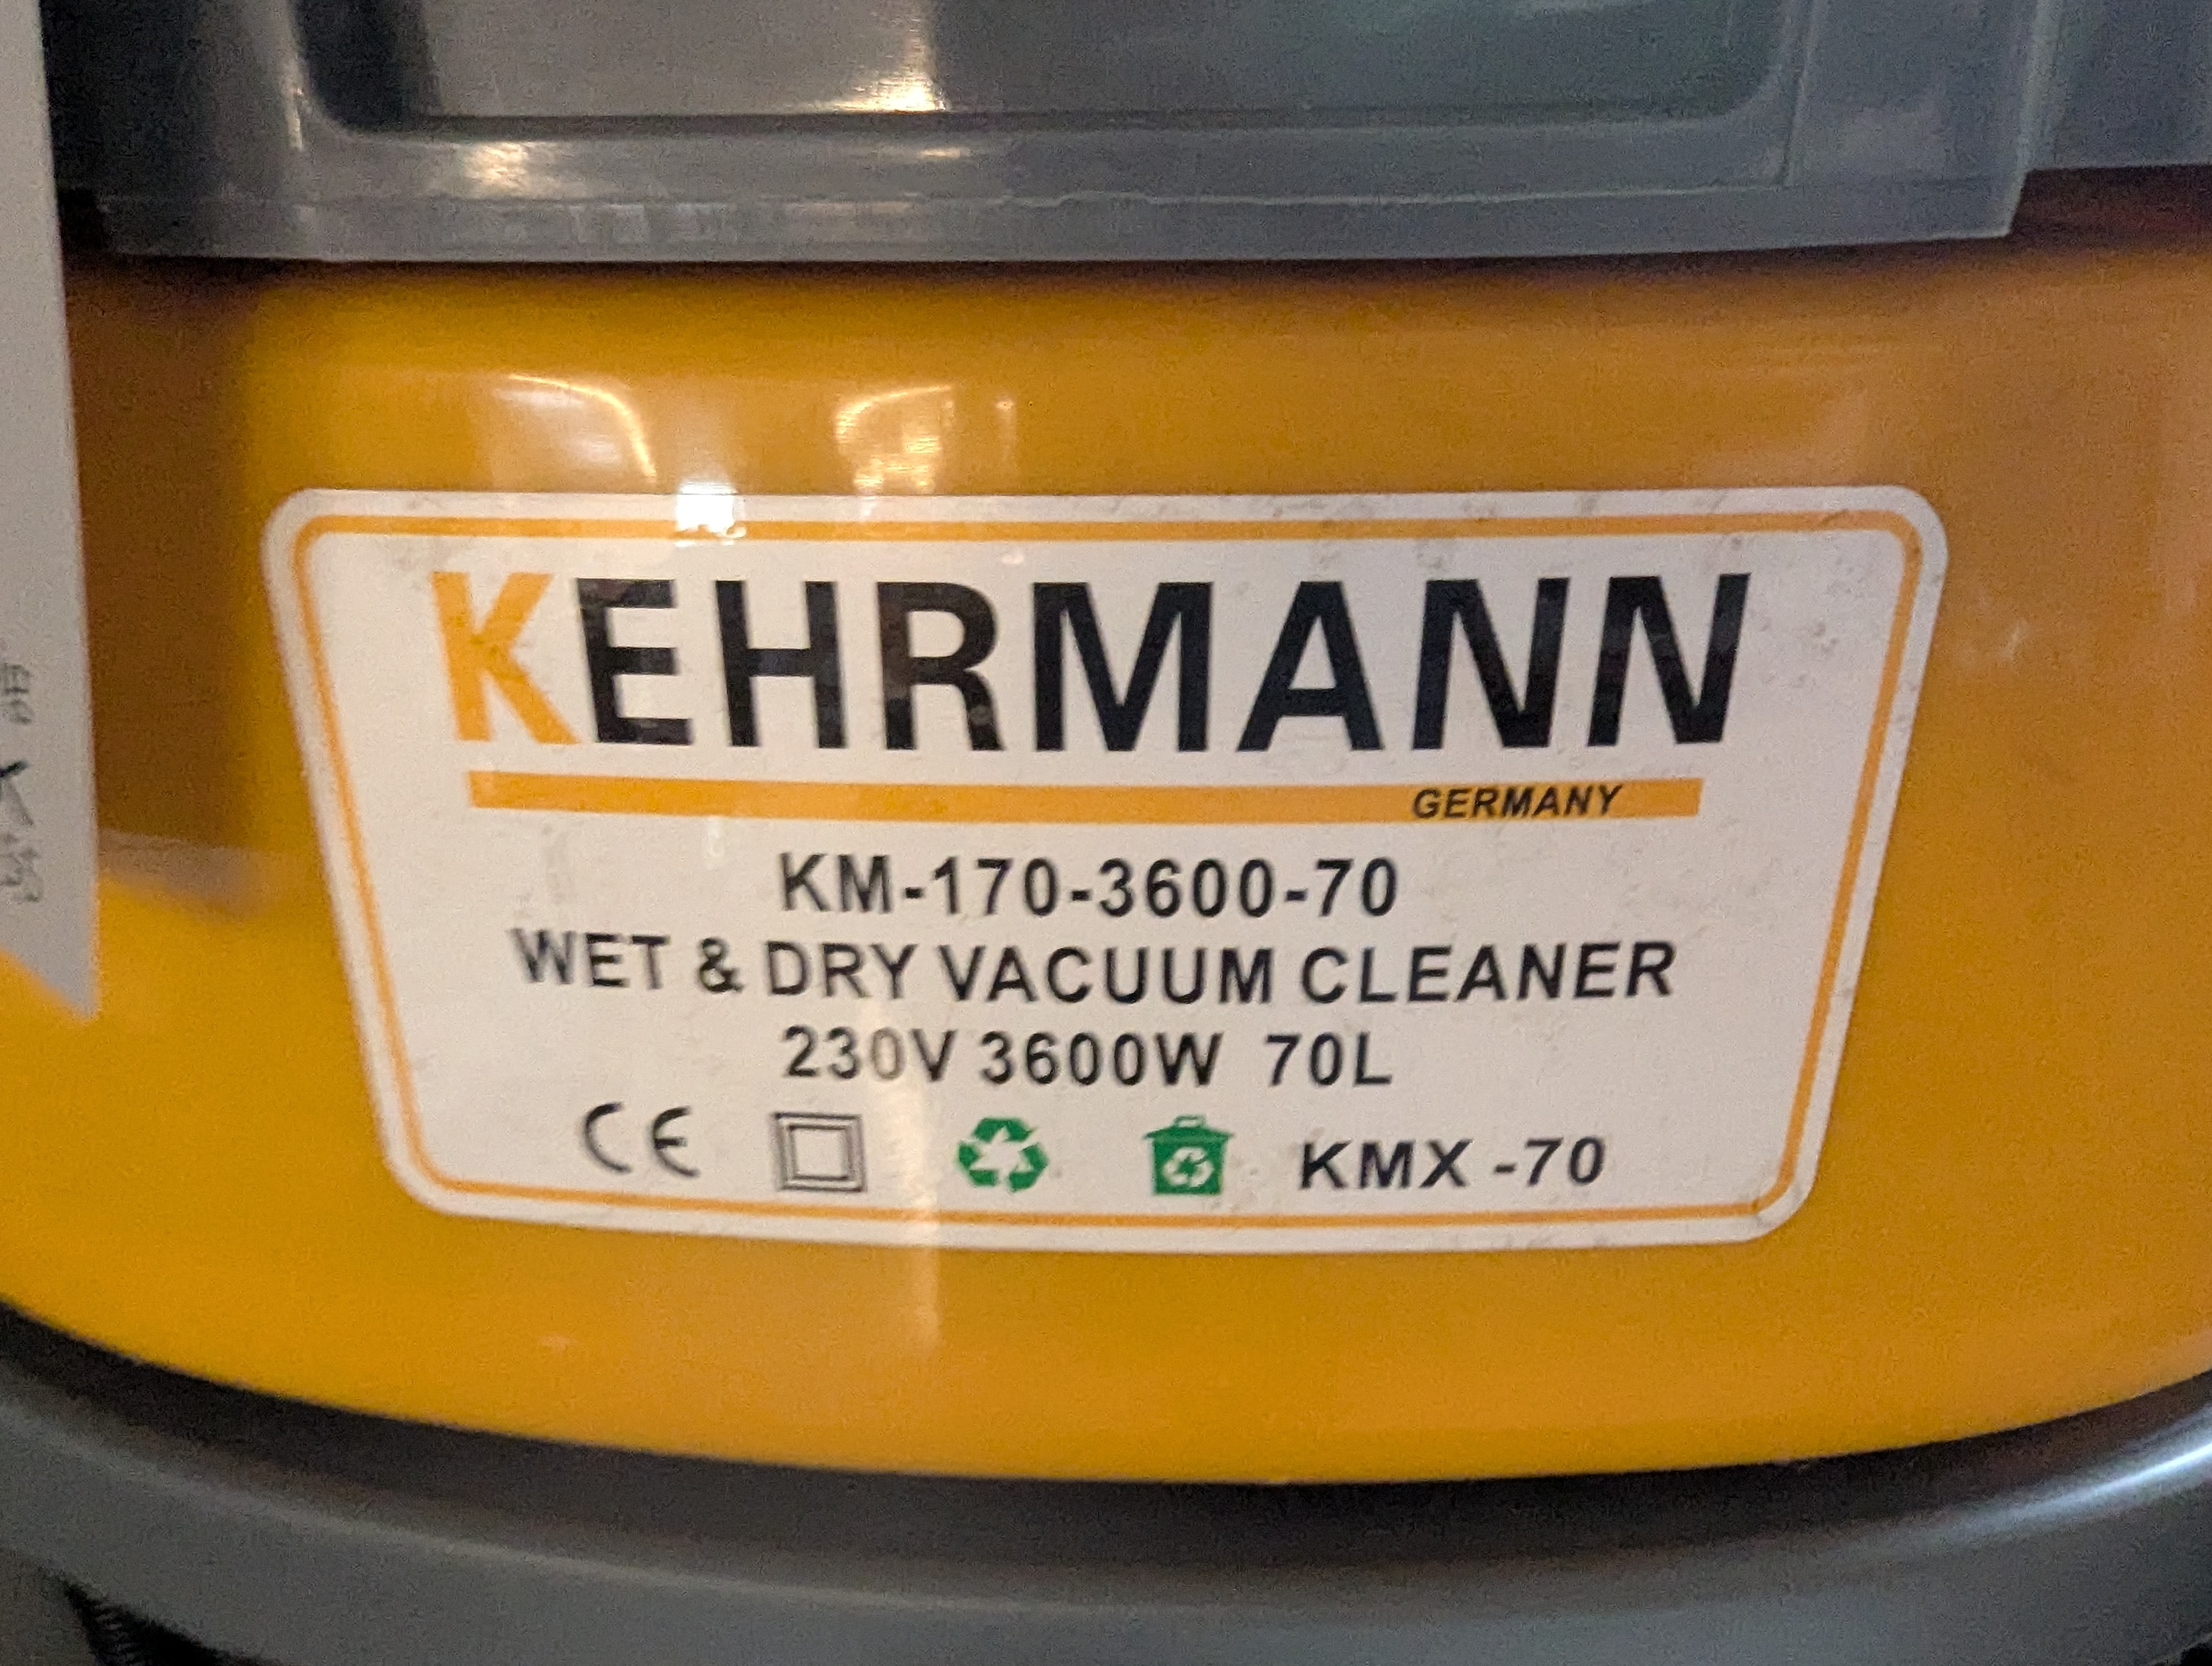 KEHRMANN
GERMANY
KM-170-3600-70
WET & DRY VACUUM CLEANER
230V 3600W 70L
CE KMX -70